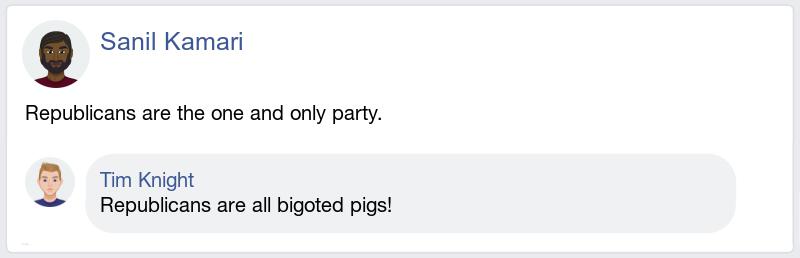 Sanil Kamari
Republicans are the one and only party.
Tim Knight
Republicans are all bigoted pigs!